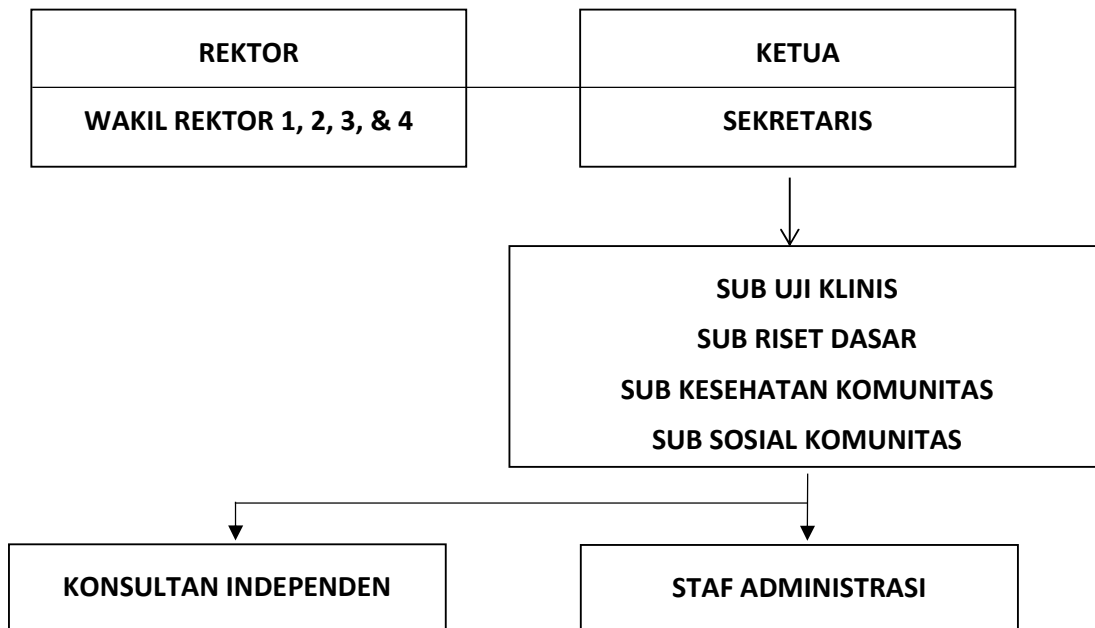 REKTOR
WAKIL REKTOR 1, 2, 3, & 4
KETUA
SEKRETARIS
SUB UJI KLINIS
SUB RISET DASAR
SUB KESEHATAN KOMUNITAS
SUB SOSIAL KOMUNITAS
KONSULTAN INDEPENDEN
STAF ADMINISTRASI